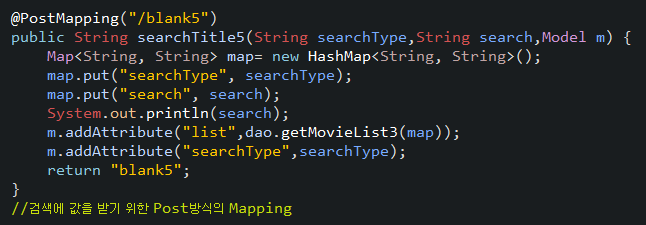 @PostMapping("/blank5")
public String searchTitle5(String searchType,String search,Model m) {
    Map<String, String> map= new HashMap<String, String>();
    map.put("searchType", searchType);
    map.put("search", search);
    System.out.println(search);
    m.addAttribute("list",dao.getMovieList3(map));
    m.addAttribute("searchType",searchType);
    return "blank5";
}
//검색에 값을 받기 위한 Post방식의 Mapping